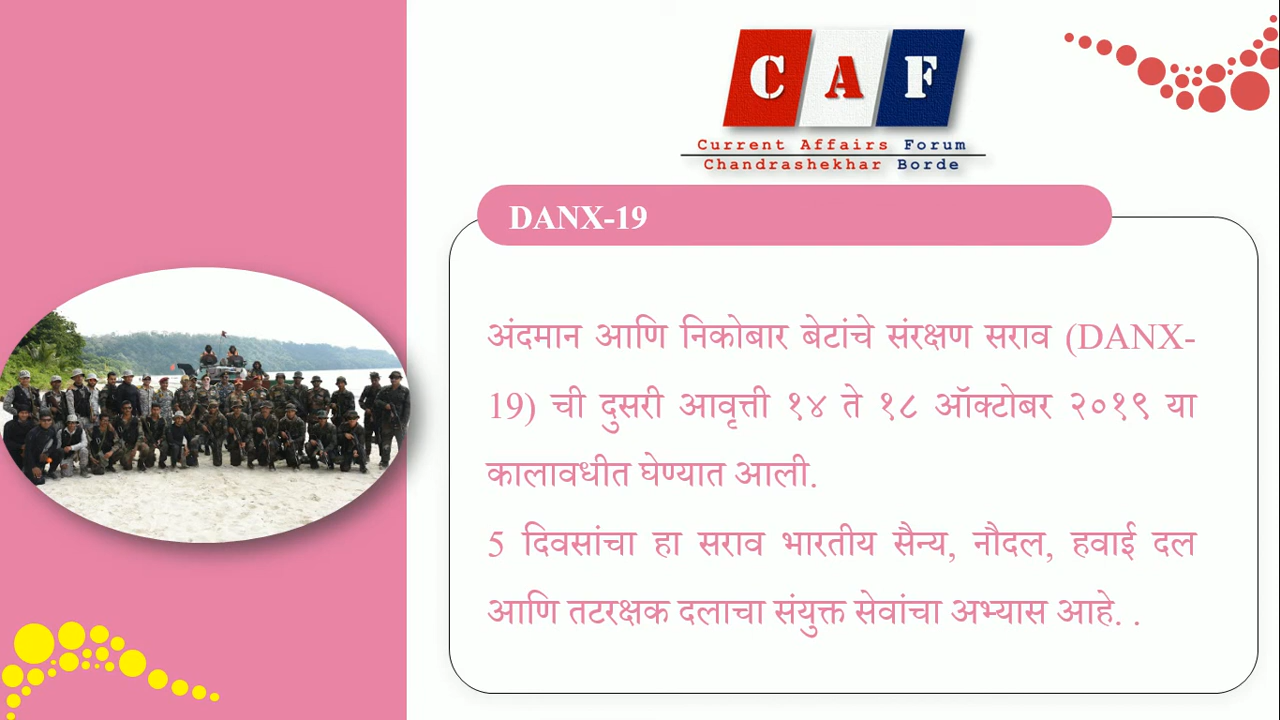 C A F
Current Affairs Forum
Chandrashekhar Borde
DANX-19
अंदमान आणि निकोबार बेटांचे संरक्षण सराव (DANX-
19) ची दुसरी आवृत्ती १४ ते १८ ऑक्टोबर २०१९ या
कालावधीत घेण्यात आली.
5 दिवसांचा हा सराव भारतीय सैन्य, नौदल, हवाई दल
आणि तटरक्षक दलाचा संयुक्त सेवांचा अभ्यास आहे. .